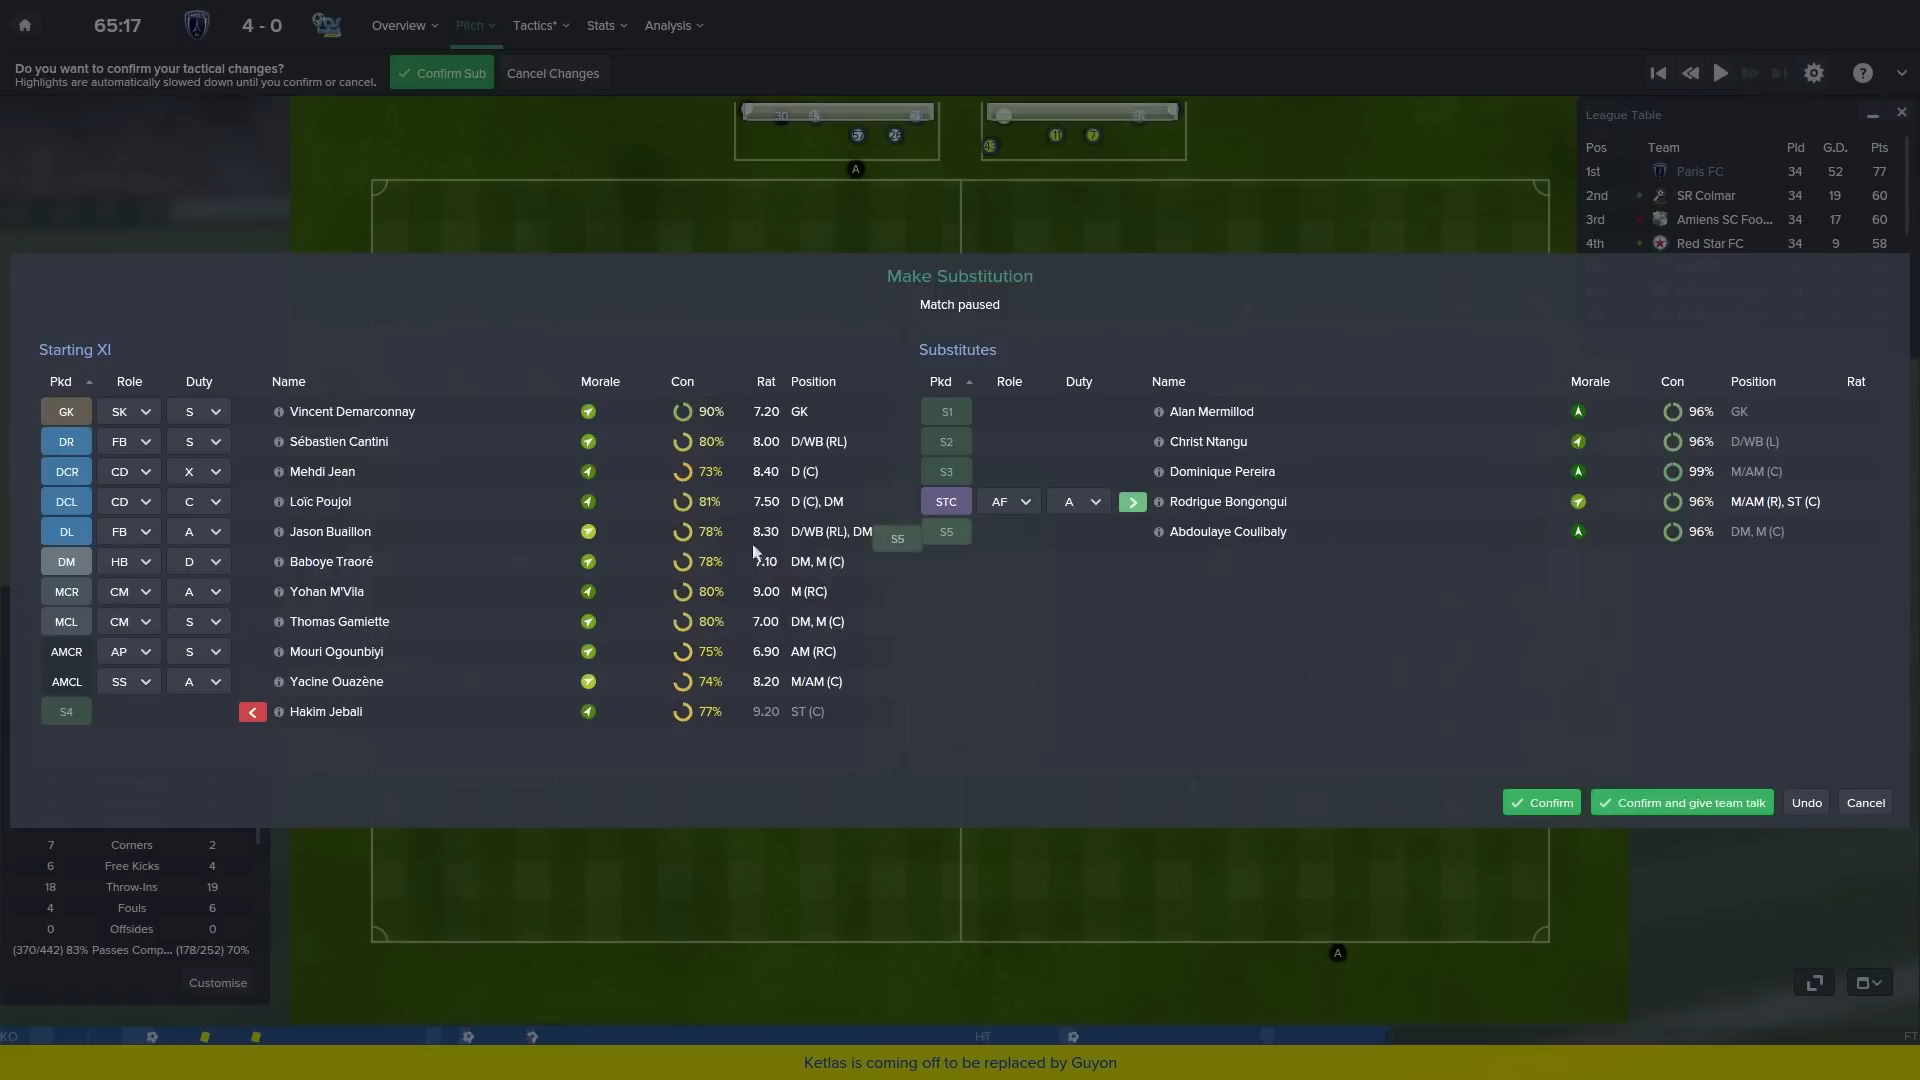 65:17 4 - 0 Overview Pitch Tactics* Stats Analysis
Do you want to confirm your tactical changes?
Highlights are automatically slowed down until you confirm or cancel.
Confirm Sub Cancel Changes
League Table
Pos Team Pld G.D. Pts
1st Paris FC 34 52 77
2nd SR Colmar 34 19 60
3rd Amiens SC Foo... 34 17 60
4th Red Star FC 34 9 58
57 26
11 7
43
A
Make Substitution
Match paused
Starting XI
Pkd Role Duty Name Morale Con Rat Position
GK SK S Vincent Demarconnay 90% 7.20 GK
DR FB S Sébastien Cantini 80% 8.00 D/WB (RL)
DCR CD X Mehdi Jean 73% 8.40 D (C)
DCL CD C Loïc Poujol 81% 7.50 D (C), DM
DL FB A Jason Buaillon 78% 8.30 D/WB (RL), DM
S5
DM HB D Baboye Traoré 78% 7.10 DM, M (C)
MCR CM A Yohan M'Vila 80% 9.00 M (RC)
MCL CM S Thomas Gamiette 80% 7.00 DM, M (C)
AMCR AP S Mouri Ogounbiyi 75% 6.90 AM (RC)
AMCL SS A Yacine Ouazène 74% 8.20 M/AM (C)
S4 Hakim Jebali 77% 9.20 ST (C)
Substitutes
Pkd Role Duty Name Morale Con Position Rat
S1 Alan Mermillod 96% GK
S2 Christ Ntangu 96% D/WB (L)
S3 Dominique Pereira 99% M/AM (C)
STC AF A Rodrigue Bongongui 96% M/AM (R), ST (C)
S5 Abdoulaye Coulibaly 96% DM, M (C)
Confirm Confirm and give team talk Undo Cancel
7 Corners 2
6 Free Kicks 4
18 Throw-Ins 19
4 Fouls 6
0 Offsides 0
(370/442) 83% Passes Comp... (178/252) 70%
Customise
A
KO HT FT
Ketlas is coming off to be replaced by Guyon